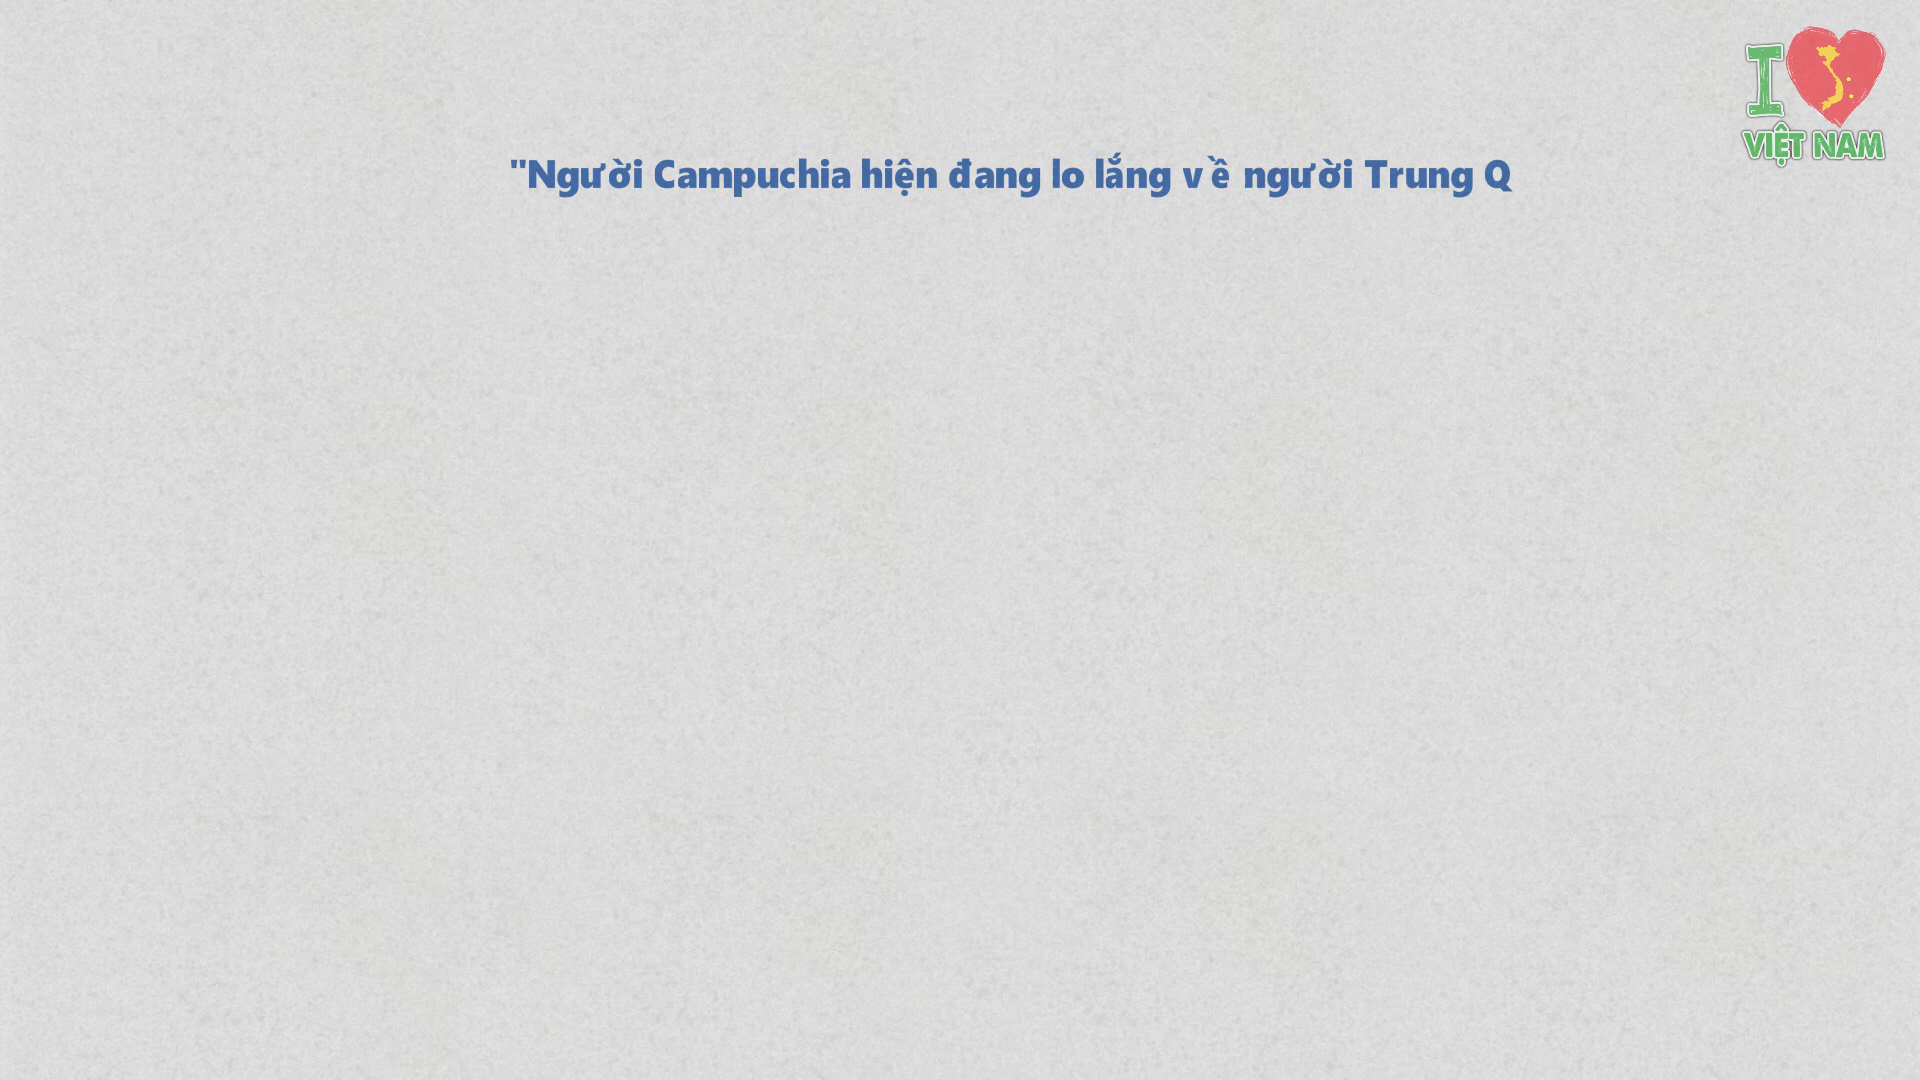 I
VIỆT NAM
"Người Campuchia hiện đang lo lắng về người Trung Q